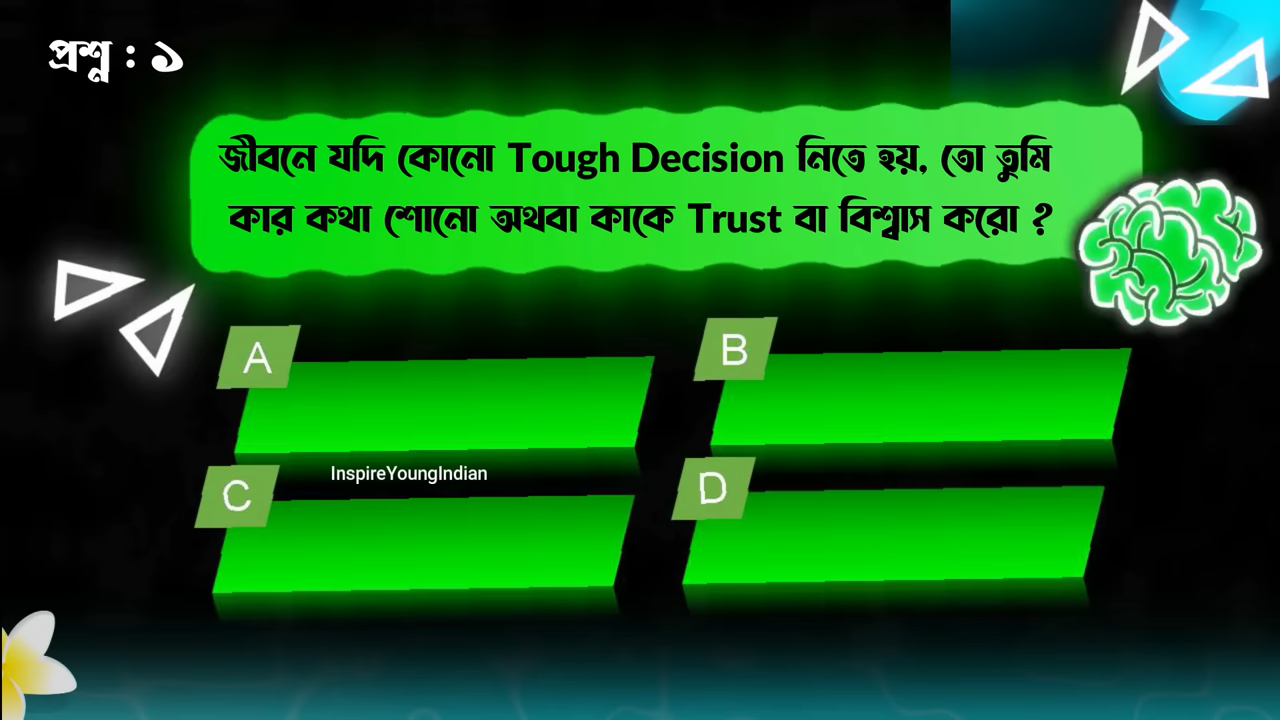 প্রশ্ন : ১
জীবনে যদি কোনো Tough Decision নিতে হয়, তো তুমি
কার কথা শোনো অথবা কাকে Trust বা বিশ্বাস করো ?
A
B
C
InspireYoungIndian
D